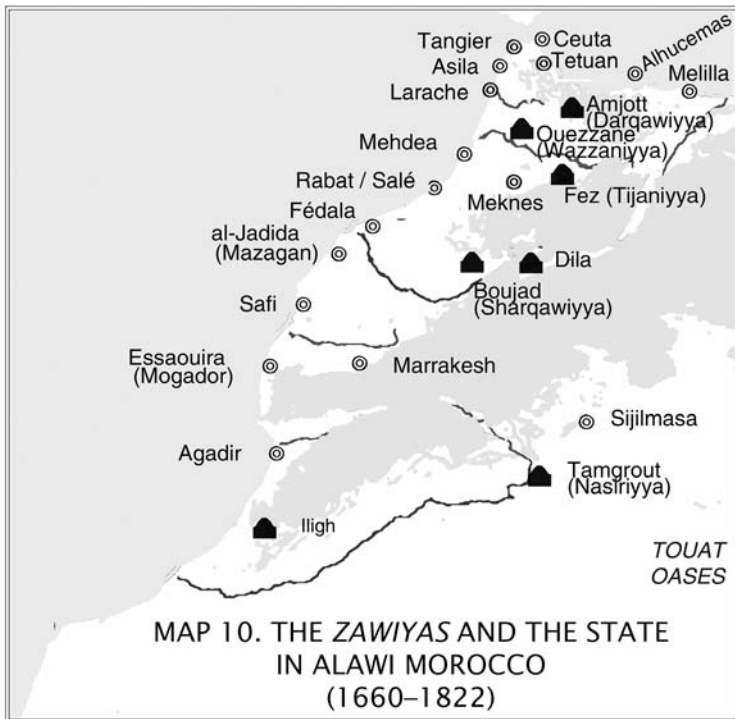 Tangier
Ceuta
Asila
Tetuan
Alhucemas
Melilla
Larache
Amjott
(Darqawiyya)
Ouezzane
(Wazzaniyya)
Mehdea
Rabat / Salé
Meknes
Fez (Tijaniyya)
Fédala
al-Jadida
(Mazagan)
Dila
Boujad
(Sharqawiyya)
Safi
Essaouira
(Mogador)
Marrakesh
Sijilmasa
Agadir
Tamgrout
(Nasiriyya)
Iligh
TOUAT
OASES
MAP 10. THE ZAWIYAS AND THE STATE
IN ALAWI MOROCCO
(1660–1822)